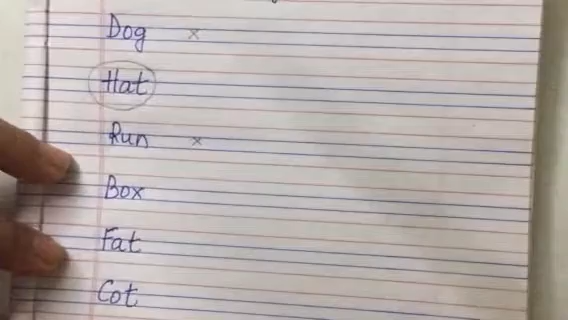 Dog ×
Hat
Run ×
Box
Fat
Cot